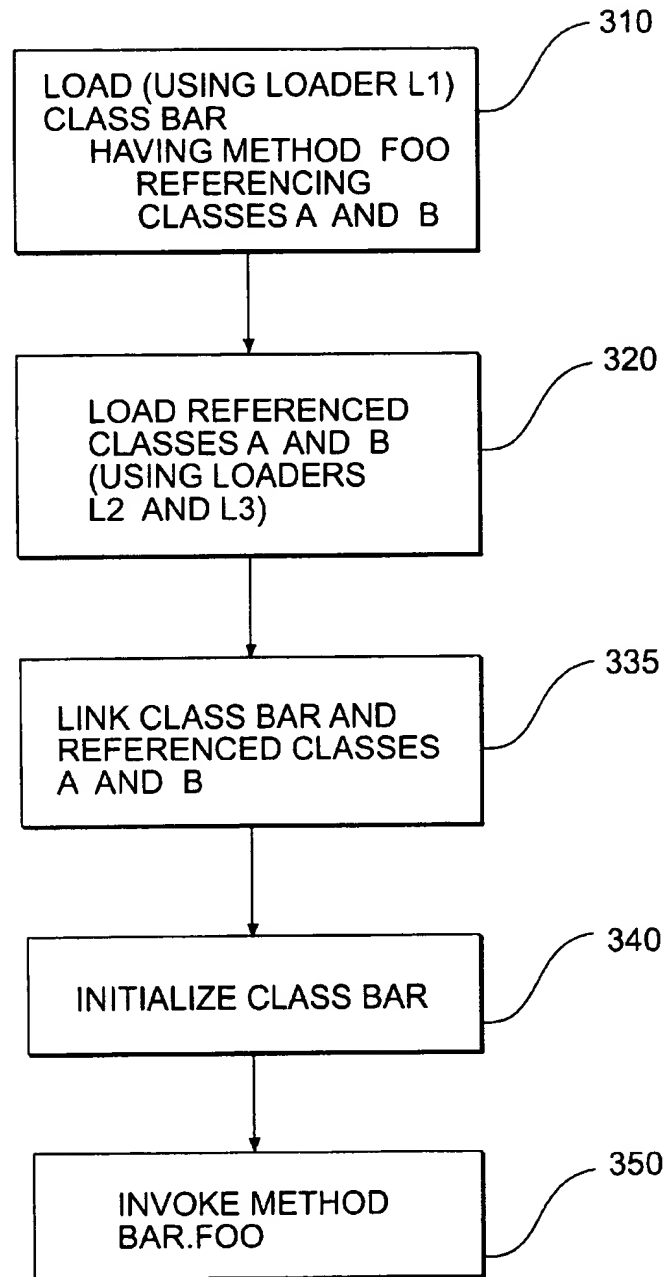 310
LOAD (USING LOADER L1)
CLASS BAR
HAVING METHOD FOO
REFERENCING
CLASSES A AND B
320
LOAD REFERENCED
CLASSES A AND B
(USING LOADERS
L2 AND L3)
335
LINK CLASS BAR AND
REFERENCED CLASSES
A AND B
340
INITIALIZE CLASS BAR
350
INVOKE METHOD
BAR.FOO